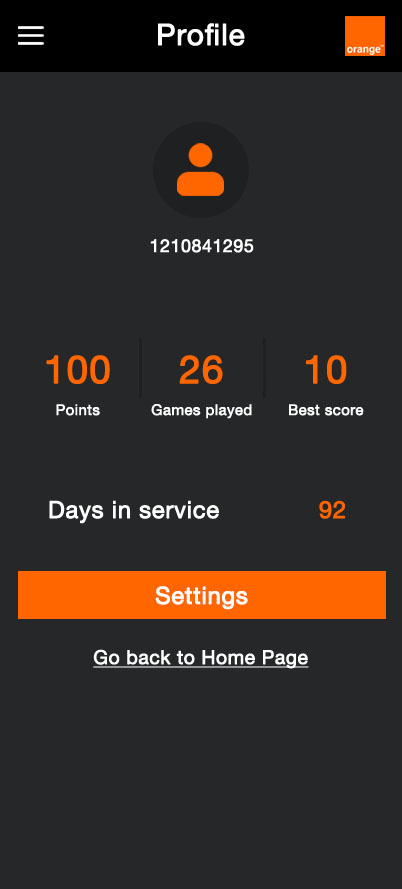 Profile
orange™
1210841295
100 26 10
Points Games played Best score
Days in service 92
Settings
Go back to Home Page